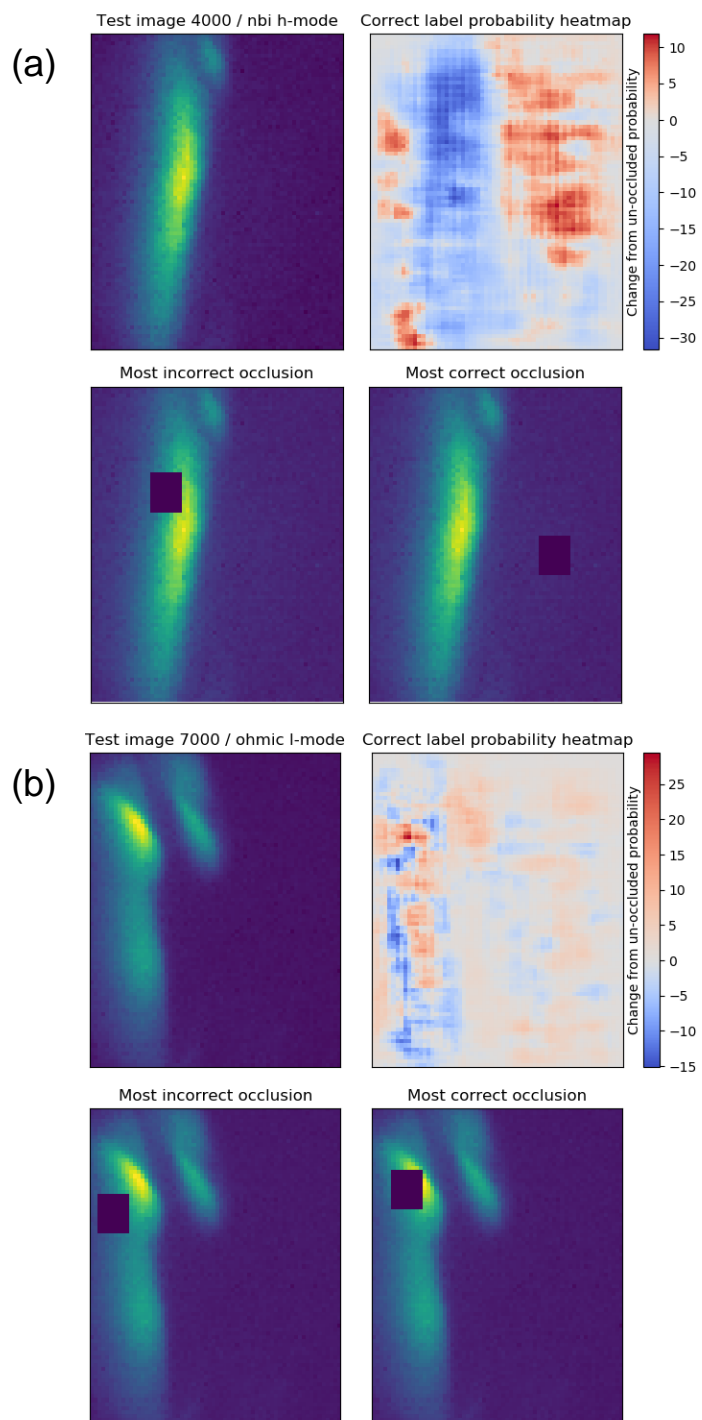 (a)
Test image 4000 / nbi h-mode
Correct label probability heatmap
10
5
0
−5
−10
−15
−20
−25
−30
Change from un-occluded probability
Most incorrect occlusion
Most correct occlusion
(b)
Test image 7000 / ohmic l-mode
Correct label probability heatmap
25
20
15
10
5
0
−5
−10
−15
Change from un-occluded probability
Most incorrect occlusion
Most correct occlusion